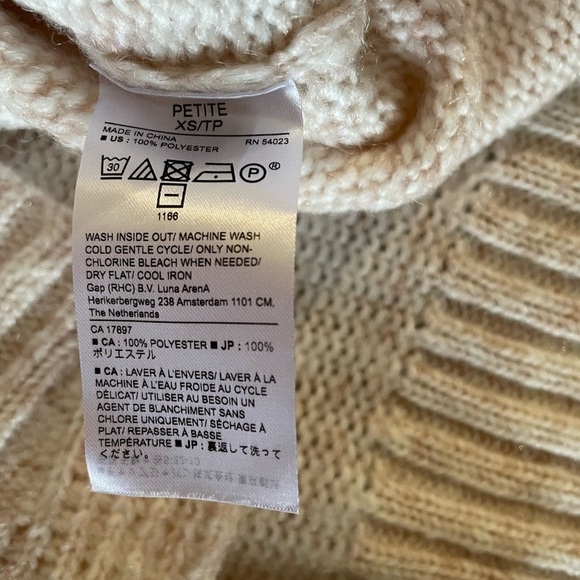 PETITE
XS/TP
MADE IN CHINA
■ US: 100% POLYESTER RN 54023
30 P®
1166
WASH INSIDE OUT/ MACHINE WASH
COLD GENTLE CYCLE/ ONLY NON-
CHLORINE BLEACH WHEN NEEDED/
DRY FLAT/ COOL IRON
Gap (RHC) B.V. Luna ArenA
Herikerbergweg 238 Amsterdam 1101 CM,
The Netherlands
CA 17897
■ CA: 100% POLYESTER ■ JP: 100%
ポリエステル
■ CA: LAVER À L'ENVERS/ LAVER À LA
MACHINE À L'EAU FROIDE AU CYCLE
DÉLICAT/ UTILISER AU BESOIN UN
AGENT DE BLANCHIMENT SANS
CHLORE UNIQUEMENT/ SÉCHAGE À
PLAT/ REPASSER À BASSE
TEMPÉRATURE ■ JP: 裏返して洗って
ください。